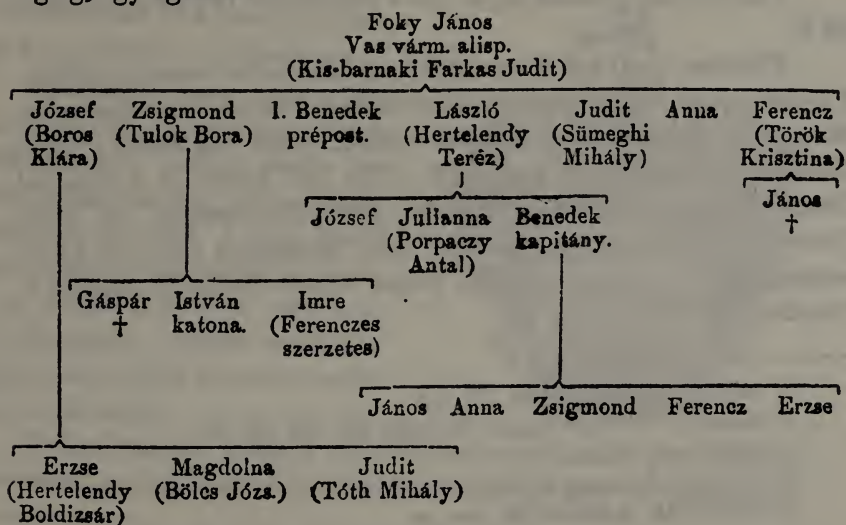 Foky János
Vas várm. alisp.
(Kis-barnaki Farkas Judit)
József Zsigmond 1. Benedek László Judit Anna Ferencz
(Boros (Tulok Bora) prépost. (Hertelendy (Sümeghi (Török
Klára) Teréz) Mihály) Krisztina)
János
†
József Julianna Benedek
(Porpaczy kapitány.
Antal)
Gáspár István Imre
† katona. (Ferenczes
szerzetes)
János Anna Zsigmond Ferencz Erzse
Erzse Magdolna Judit
(Hertelendy (Bölcs Józs.) (Tóth Mihály)
Boldizsár)